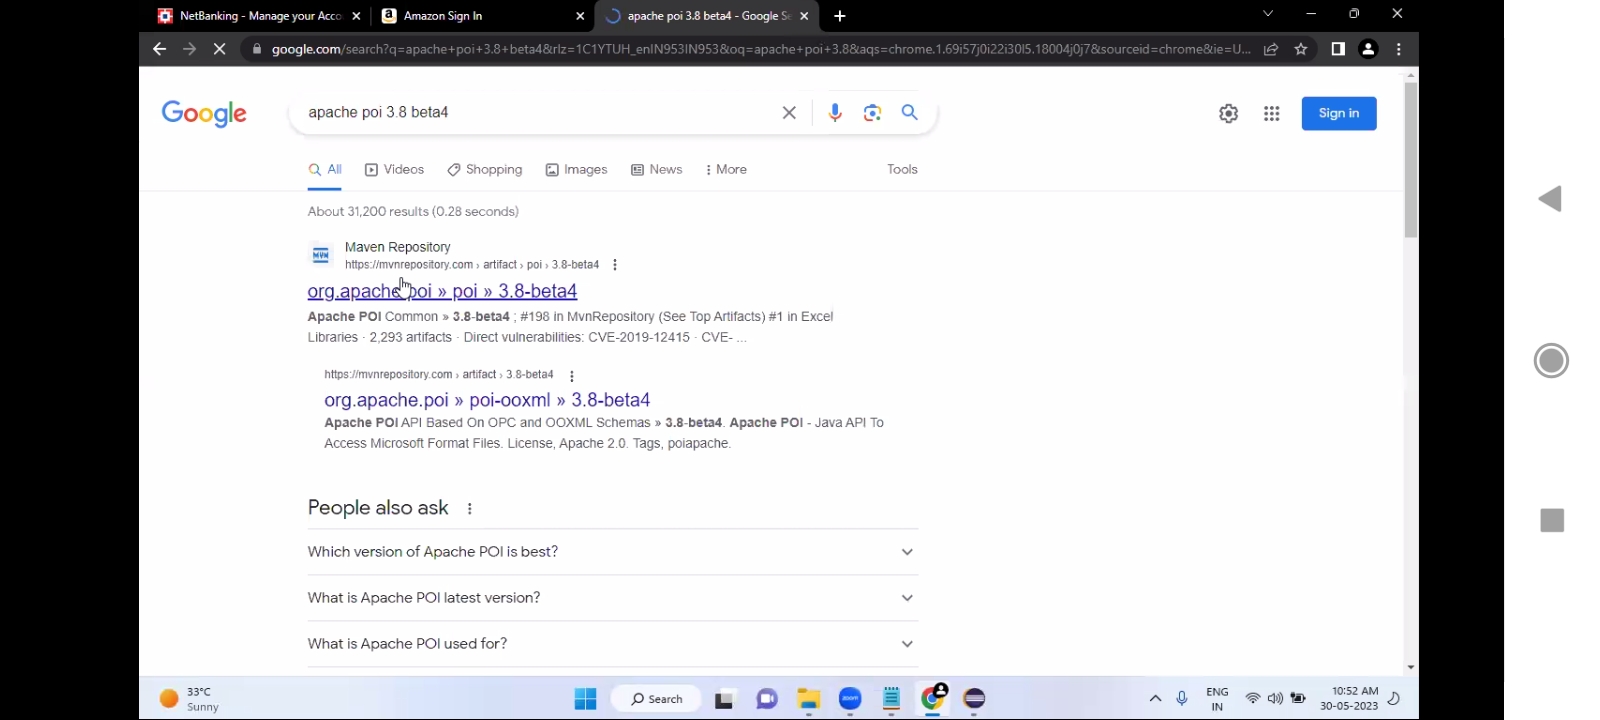 NetBanking - Manage your Acco
Amazon Sign In
apache poi 3.8 beta4 - Google Se
google.com/search?q=apache+poi+3.8+beta4&rlz=1C1YTUH_enIN953IN953&oq=apache+poi+3.8&aqs=chrome.1.69i57j0i22i30l5.18004j0j7&sourceid=chrome&ie=U...
Google
apache poi 3.8 beta4
Sign in
All
Videos
Shopping
Images
News
More
Tools
About 31,200 results (0.28 seconds)
MVN
Maven Repository
https://mvnrepository.com › artifact › poi › 3.8-beta4
org.apache.poi » poi » 3.8-beta4
Apache POI Common » 3.8-beta4 ; #198 in MvnRepository (See Top Artifacts) #1 in Excel
Libraries · 2,293 artifacts · Direct vulnerabilities: CVE-2019-12415 · CVE- ...
https://mvnrepository.com › artifact › 3.8-beta4
org.apache.poi » poi-ooxml » 3.8-beta4
Apache POI API Based On OPC and OOXML Schemas » 3.8-beta4. Apache POI - Java API To
Access Microsoft Format Files. License, Apache 2.0. Tags, poiapache.
People also ask
Which version of Apache POI is best?
What is Apache POI latest version?
What is Apache POI used for?
33°C
Sunny
Search
zoom
ENG
IN
10:52 AM
30-05-2023